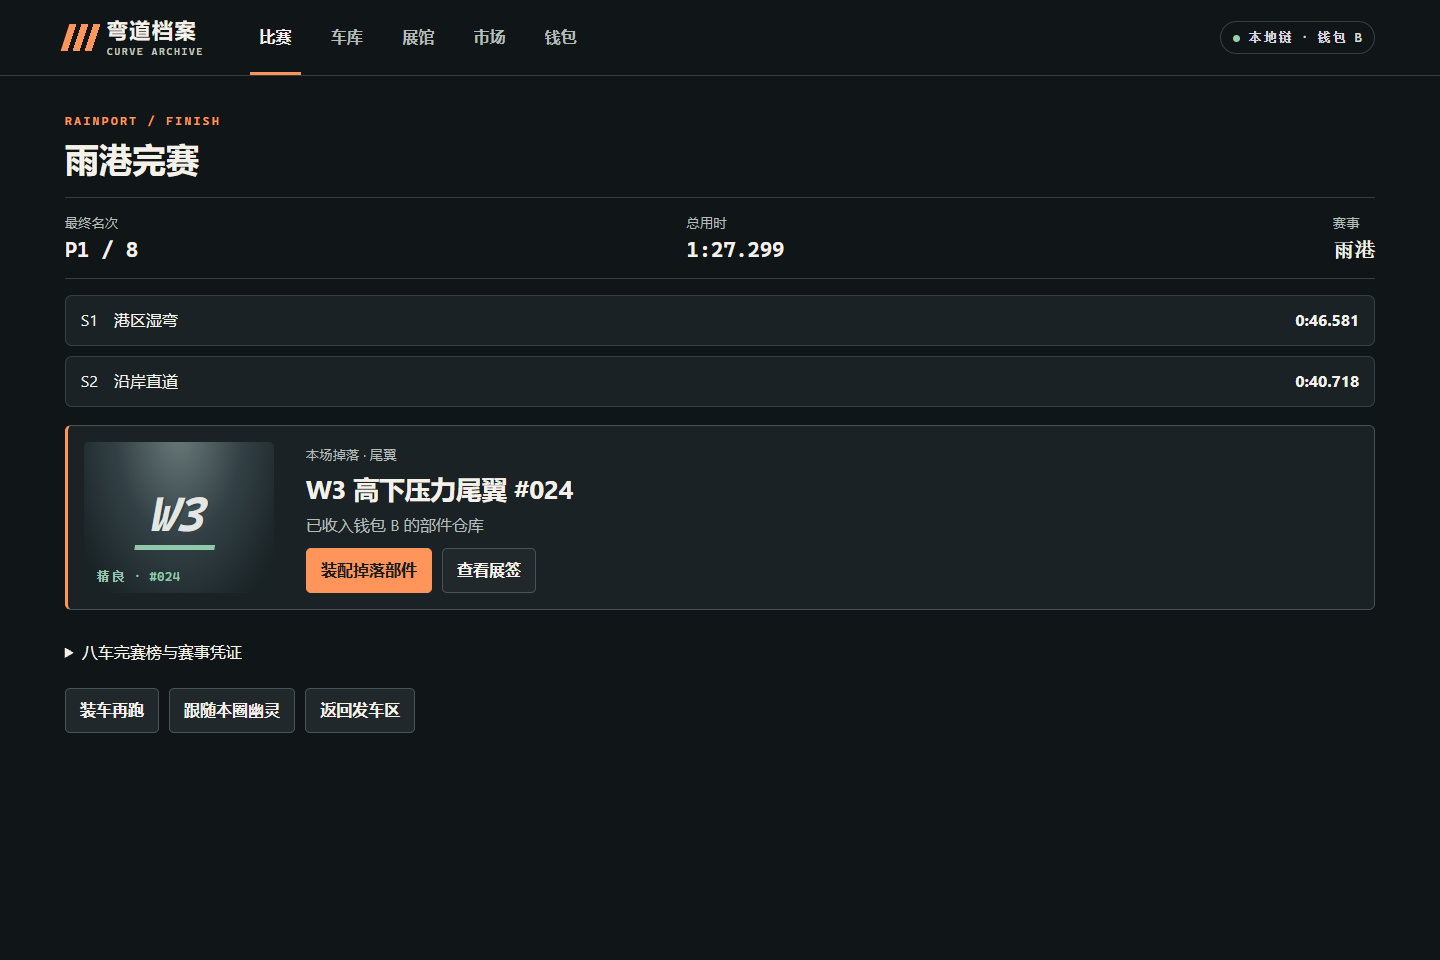 弯道档案
CURVE ARCHIVE
比赛
车库
展馆
市场
钱包
本地链 · 钱包 B
RAINPORT / FINISH
雨港完赛
最终名次
P1 / 8
总用时
1:27.299
赛事
雨港
S1 港区湿弯
0:46.581
S2 沿岸直道
0:40.718
W3
精良 · #024
本场掉落 · 尾翼
W3 高下压力尾翼 #024
已收入钱包 B 的部件仓库
装配掉落部件
查看展签
八车完赛榜与赛事凭证
装车再跑
跟随本圈幽灵
返回发车区